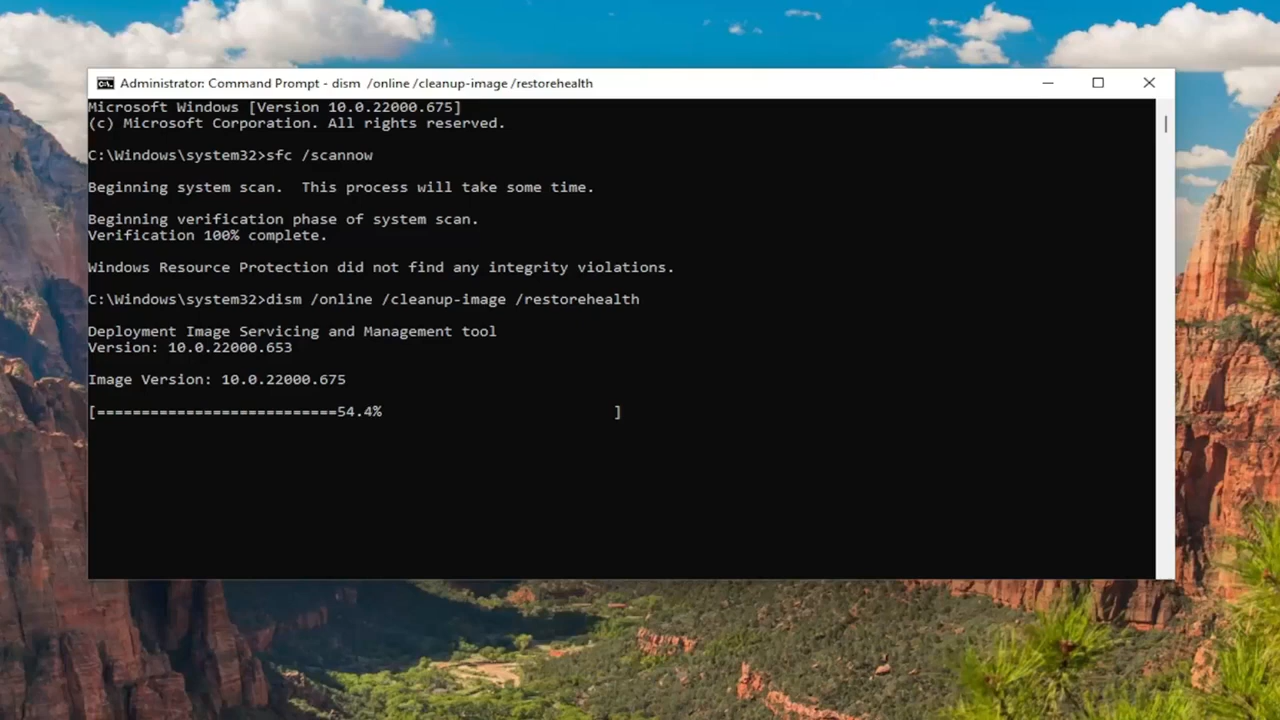 Administrator: Command Prompt - dism  /online /cleanup-image /restorehealth
Microsoft Windows [Version 10.0.22000.675]
(c) Microsoft Corporation. All rights reserved.
C:\Windows\system32>sfc /scannow
Beginning system scan.  This process will take some time.
Beginning verification phase of system scan.
Verification 100% complete.
Windows Resource Protection did not find any integrity violations.
C:\Windows\system32>dism /online /cleanup-image /restorehealth
Deployment Image Servicing and Management tool
Version: 10.0.22000.653
Image Version: 10.0.22000.675
[===========================54.4%                          ]